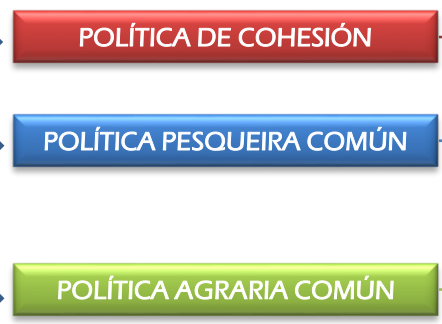 POLÍTICA DE COHESIÓN
POLÍTICA PESQUEIRA COMÚN
POLÍTICA AGRARIA COMÚN